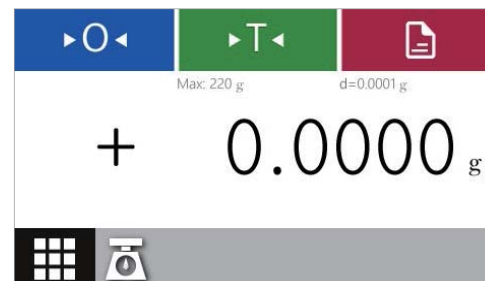 ▸O◂ ▸T◂
Max: 220 g d=0.0001 g
+ 0.0000 g